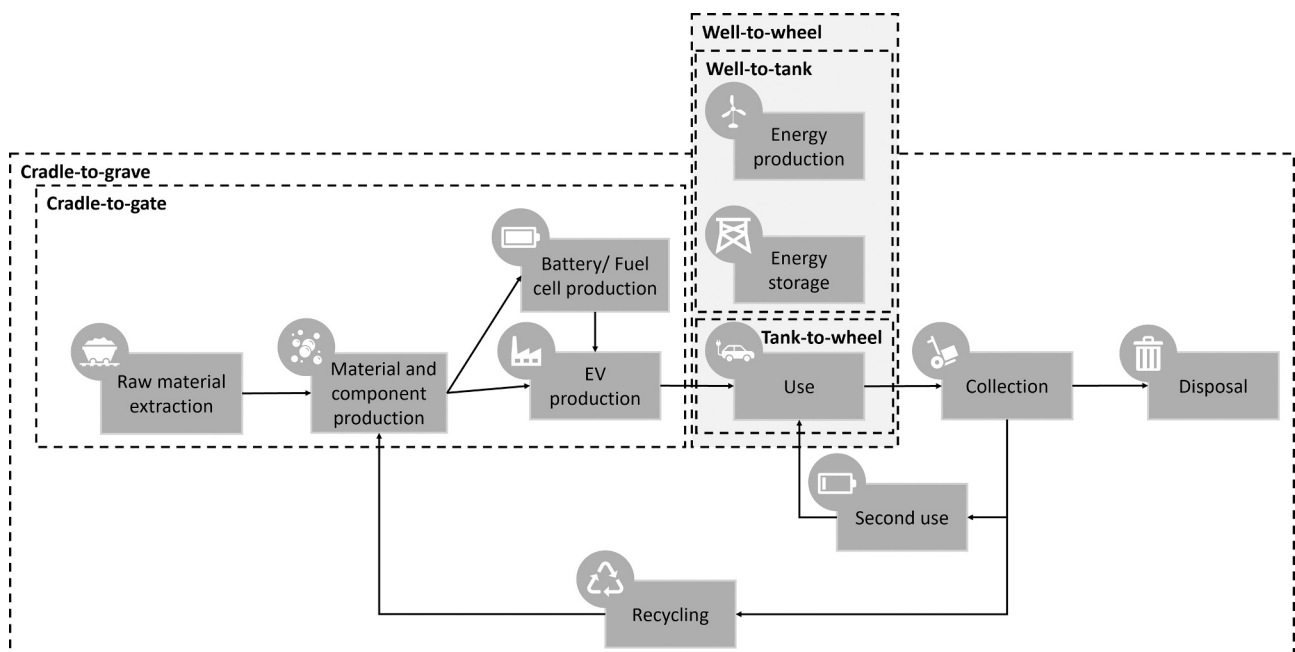 Well-to-wheel
Well-to-tank
Energy
production
Cradle-to-grave
Cradle-to-gate
Battery/ Fuel
cell production
Energy
storage
Tank-to-wheel
Raw material
extraction
Material and
component
production
EV
production
Use
Collection
Disposal
Second use
Recycling